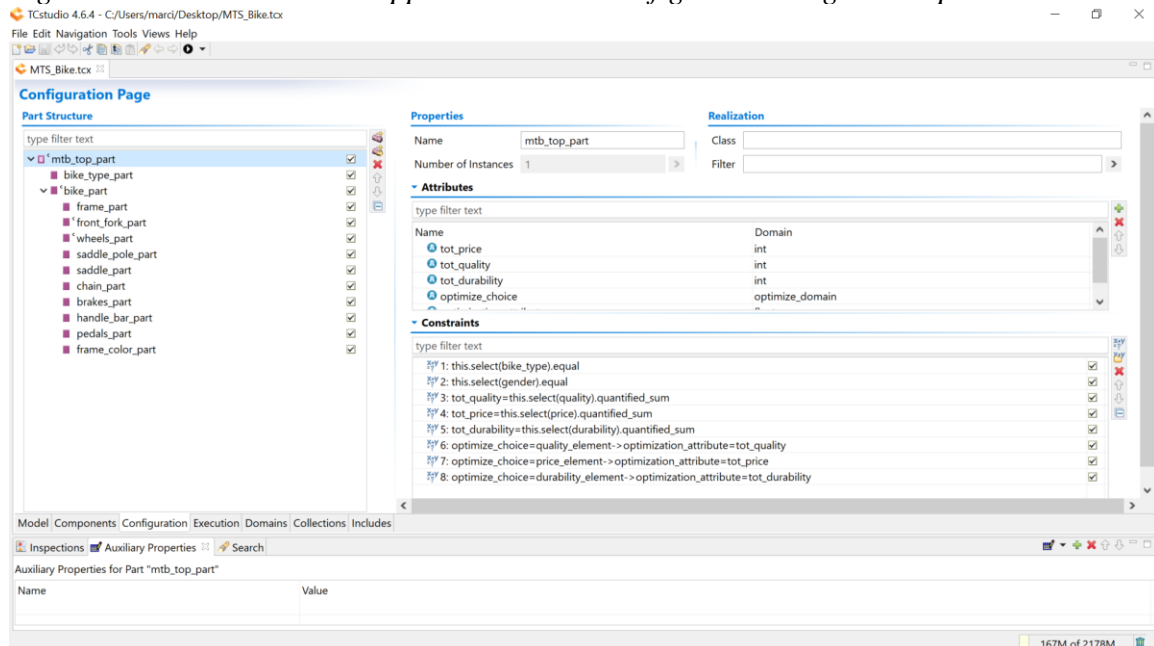 TCstudio 4.6.4 - C:/Users/marci/Desktop/MTS_Bike.tcx
File Edit Navigation Tools Views Help
MTS_Bike.tcx
Configuration Page
Part Structure
type filter text
mtb_top_part
bike_type_part
bike_part
frame_part
front_fork_part
wheels_part
saddle_pole_part
saddle_part
chain_part
brakes_part
handle_bar_part
pedals_part
frame_color_part
Properties
Name mtb_top_part
Number of Instances 1
Realization
Class
Filter
Attributes
type filter text
Name Domain
tot_price int
tot_quality int
tot_durability int
optimize_choice optimize_domain
Constraints
type filter text
1: this.select(bike_type).equal
2: this.select(gender).equal
3: tot_quality=this.select(quality).quantified_sum
4: tot_price=this.select(price).quantified_sum
5: tot_durability=this.select(durability).quantified_sum
6: optimize_choice=quality_element->optimization_attribute=tot_quality
7: optimize_choice=price_element->optimization_attribute=tot_price
8: optimize_choice=durability_element->optimization_attribute=tot_durability
Model Components Configuration Execution Domains Collections Includes
Inspections Auxiliary Properties Search
Auxiliary Properties for Part "mtb_top_part"
Name Value
167M of 2178M